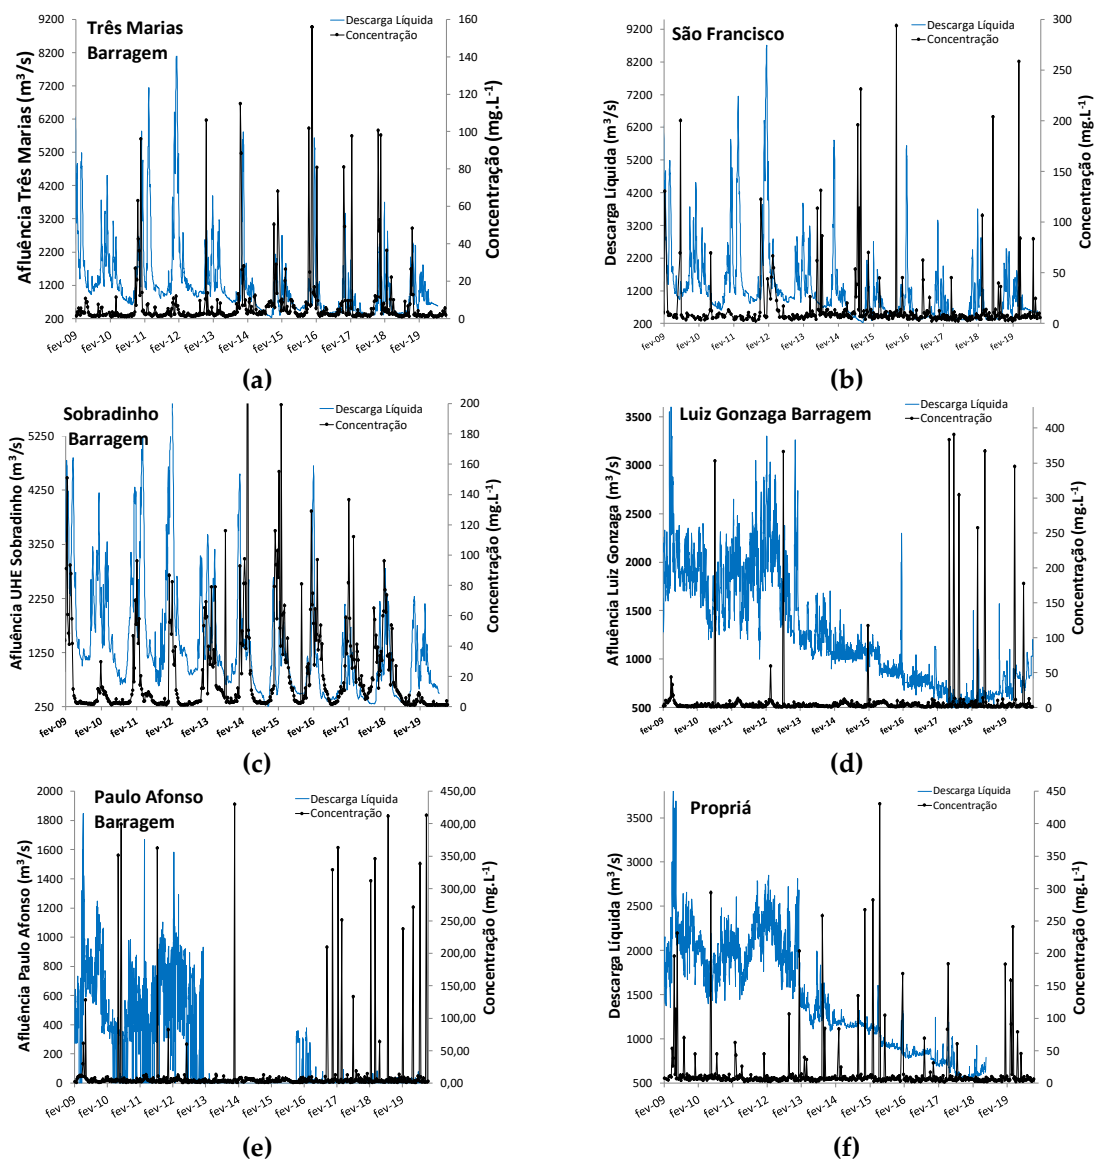 Três Marias
Barragem
Descarga Líquida
Concentração
Afluência Três Marias (m³/s)
9200
8200
7200
6200
5200
4200
3200
2200
1200
200
160
140
120
100
80
60
40
20
0
Concentração (mg.L⁻¹)
fev-09 fev-10 fev-11 fev-12 fev-13 fev-14 fev-15 fev-16 fev-17 fev-18 fev-19
(a)
São Francisco
Descarga Líquida
Concentração
Descarga Líquida (m³/s)
9200
8200
7200
6200
5200
4200
3200
2200
1200
200
300
250
200
150
100
50
0
Concentração (mg.L⁻¹)
fev-09 fev-10 fev-11 fev-12 fev-13 fev-14 fev-15 fev-16 fev-17 fev-18 fev-19
(b)
Sobradinho
Barragem
Descarga Líquida
Concentração
Afluência UHE Sobradinho (m³/s)
5250
4250
3250
2250
1250
250
200
180
160
140
120
100
80
60
40
20
0
Concentração (mg.L⁻¹)
fev-09 fev-10 fev-11 fev-12 fev-13 fev-14 fev-15 fev-16 fev-17 fev-18 fev-19
(c)
Luiz Gonzaga Barragem
Descarga Líquida
Concentração
Afluência Luiz Gonzaga (m³/s)
3500
3000
2500
2000
1500
1000
500
400
350
300
250
200
150
100
50
0
Concentração (mg.L⁻¹)
fev-09 fev-10 fev-11 fev-12 fev-13 fev-14 fev-15 fev-16 fev-17 fev-18 fev-19
(d)
Paulo Afonso
Barragem
Descarga Líquida
Concentração
Afluência Paulo Afonso (m³/s)
2000
1800
1600
1400
1200
1000
800
600
400
200
0
450,00
400,00
350,00
300,00
250,00
200,00
150,00
100,00
50,00
0,00
Concentração (mg.L⁻¹)
fev-09 fev-10 fev-11 fev-12 fev-13 fev-14 fev-15 fev-16 fev-17 fev-18 fev-19
(e)
Propriá
Descarga Líquida
Concentração
Descarga Líquida (m³/s)
3500
3000
2500
2000
1500
1000
500
450
400
350
300
250
200
150
100
50
0
Concentração (mg.L⁻¹)
fev-09 fev-10 fev-11 fev-12 fev-13 fev-14 fev-15 fev-16 fev-17 fev-18 fev-19
(f)